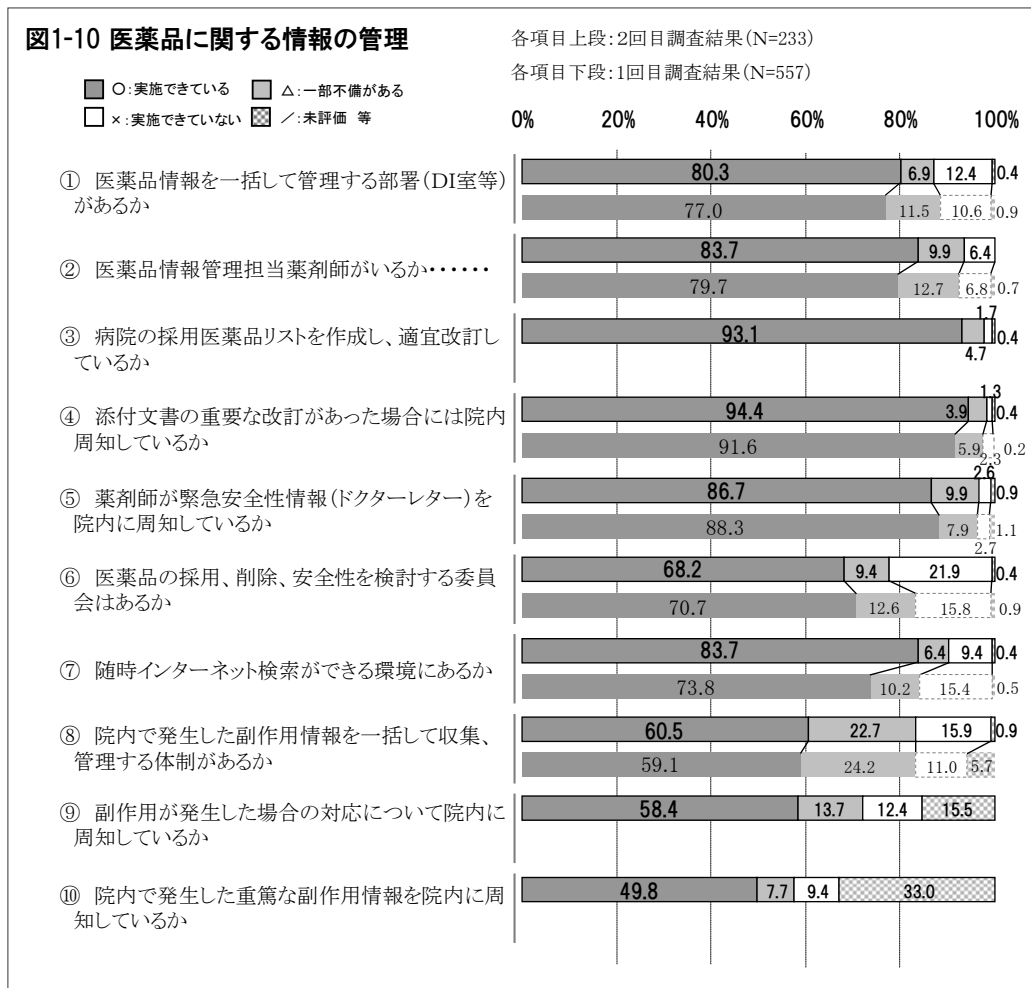 図1-10 医薬品に関する情報の管理
各項目上段：2回目調査結果（N=233）
各項目下段：1回目調査結果（N=557）
○：実施できている △：一部不備がある
×：実施できていない ／：未評価 等
0% 20% 40% 60% 80% 100%
① 医薬品情報を一括して管理する部署（DI室等）
があるか
80.3 6.9 12.4 0.4
77.0 11.5 10.6 0.9
② 医薬品情報管理担当薬剤師がいるか・・・・・・
83.7 9.9 6.4
79.7 12.7 6.8 0.7
③ 病院の採用医薬品リストを作成し、適宜改訂し
ているか
93.1 4.7 1.7 0.4
④ 添付文書の重要な改訂があった場合には院内
周知しているか
94.4 3.9 1.3 0.4
91.6 5.9 2.3 0.2
⑤ 薬剤師が緊急安全性情報（ドクターレター）を
院内に周知しているか
86.7 9.9 2.6 0.9
88.3 7.9 2.7 1.1
⑥ 医薬品の採用、削除、安全性を検討する委員
会はあるか
68.2 9.4 21.9 0.4
70.7 12.6 15.8 0.9
⑦ 随時インターネット検索ができる環境にあるか
83.7 6.4 9.4 0.4
73.8 10.2 15.4 0.5
⑧ 院内で発生した副作用情報を一括して収集、
管理する体制があるか
60.5 22.7 15.9 0.9
59.1 24.2 11.0 5.7
⑨ 副作用が発生した場合の対応について院内に
周知しているか
58.4 13.7 12.4 15.5
⑩ 院内で発生した重篤な副作用情報を院内に周
知しているか
49.8 7.7 9.4 33.0